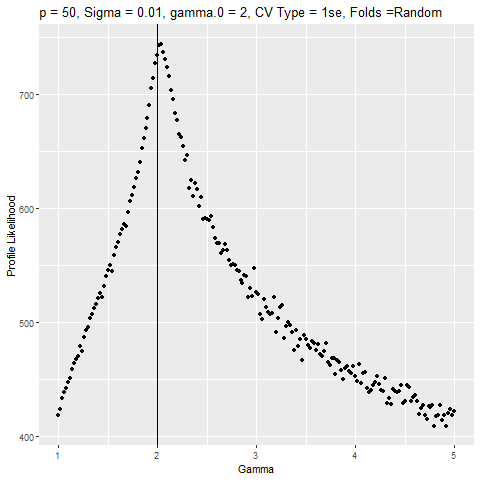 p = 50, Sigma = 0.01, gamma.0 = 2, CV Type = 1se, Folds =Random
Profile Likelihood
700
600
500
400
1 2 3 4 5
Gamma